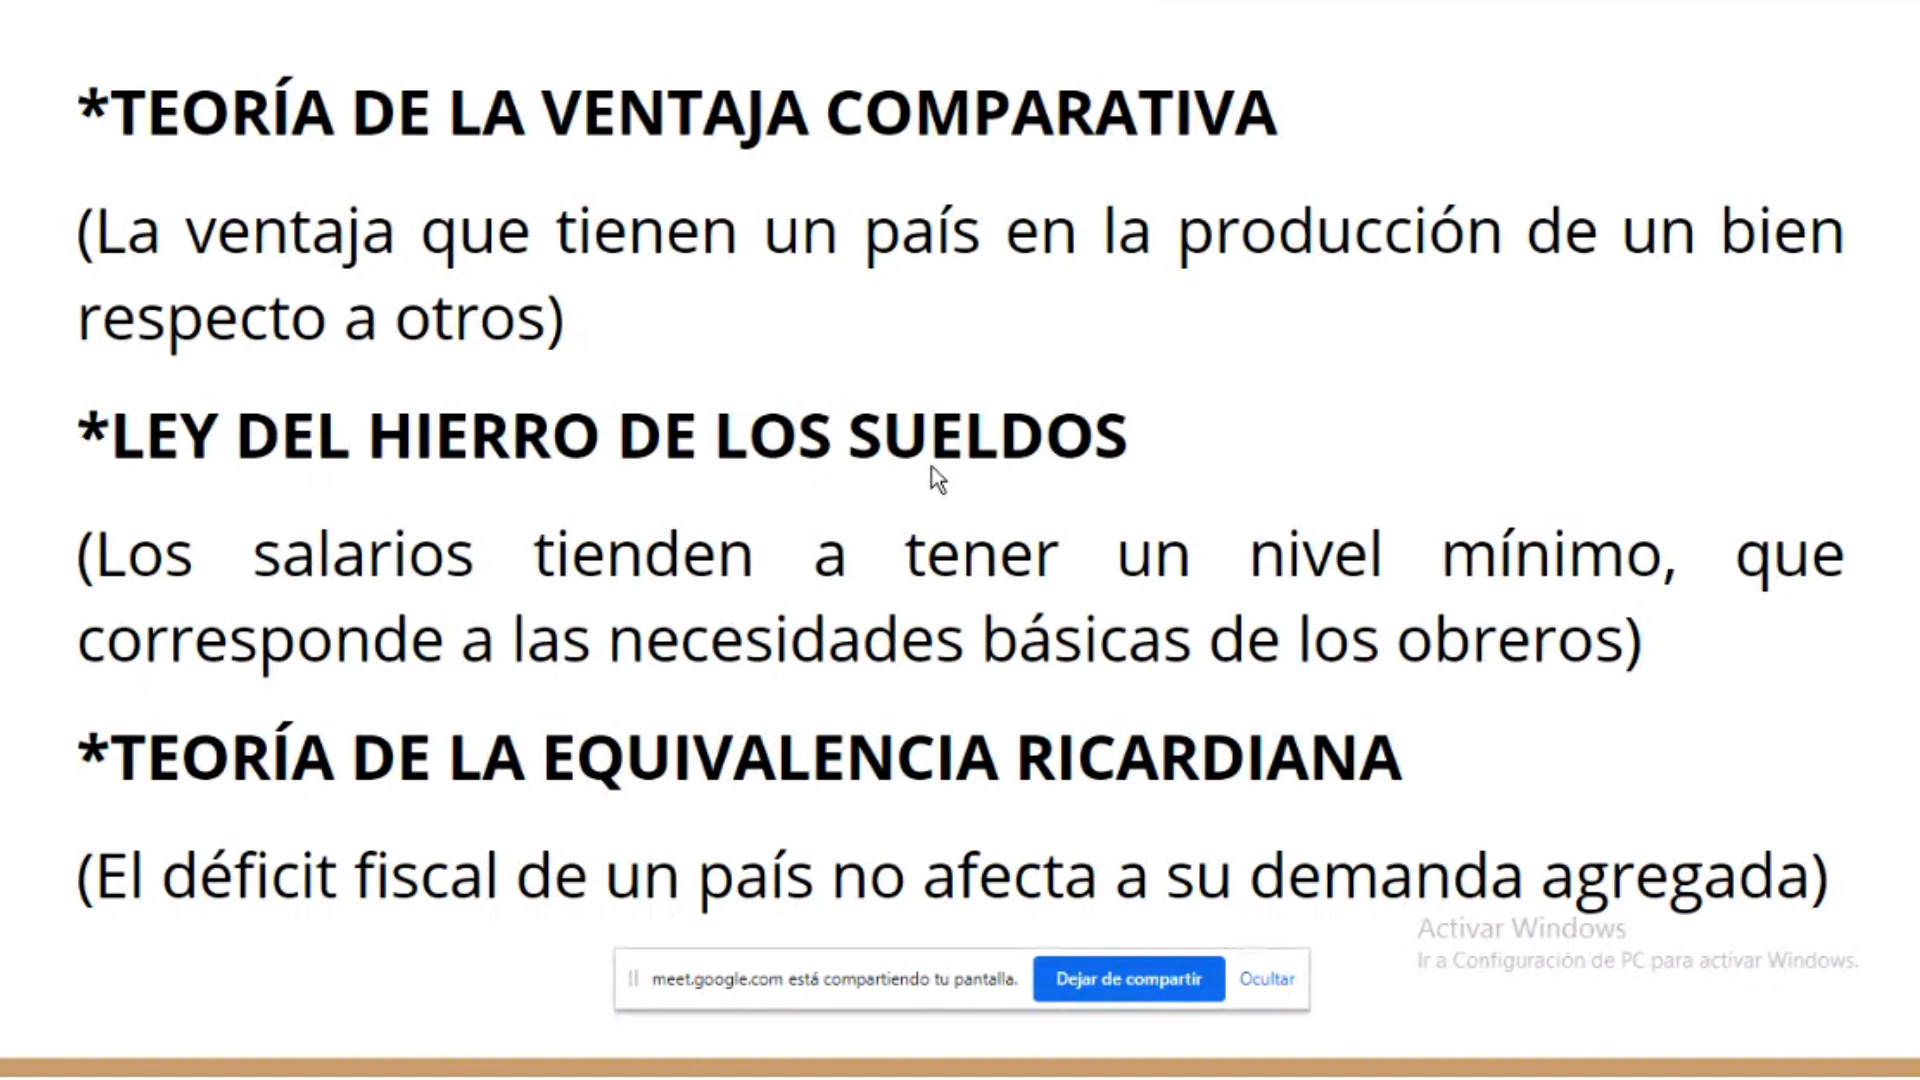 *TEORÍA DE LA VENTAJA COMPARATIVA
(La ventaja que tienen un país en la producción de un bien
respecto a otros)
*LEY DEL HIERRO DE LOS SUELDOS
(Los salarios tienden a tener un nivel mínimo, que
corresponde a las necesidades básicas de los obreros)
*TEORÍA DE LA EQUIVALENCIA RICARDIANA
(El déficit fiscal de un país no afecta a su demanda agregada)
Activar Windows
Ir a Configuración de PC para activar Windows.
meet.google.com está compartiendo tu pantalla. Dejar de compartir Ocultar